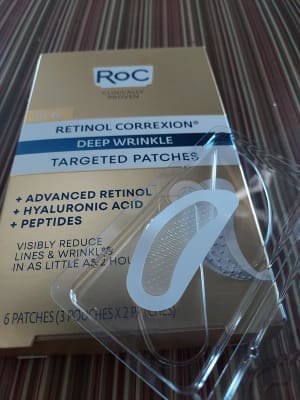 RoC
CLINICALLY
PROVEN
RETINOL CORREXION®
DEEP WRINKLE
TARGETED PATCHES
+ ADVANCED RETINOL
+ HYALURONIC ACID
+ PEPTIDES
VISIBLY REDUCE
LINES & WRINKLES
IN AS LITTLE AS 2 HOU
6 PATCHES (3 POUCHES X 2 PATCHES)